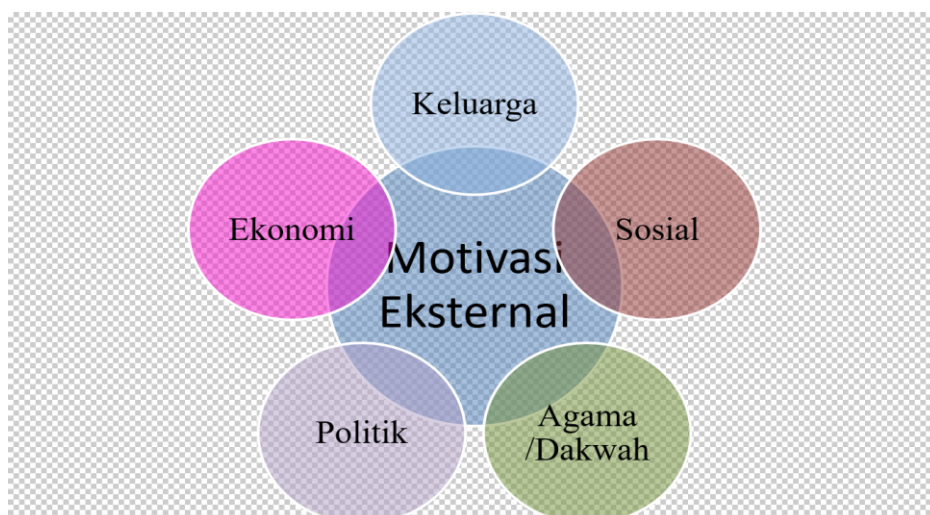 Keluarga
Ekonomi
Sosial
Motivasi
Eksternal
Politik
Agama
/Dakwah